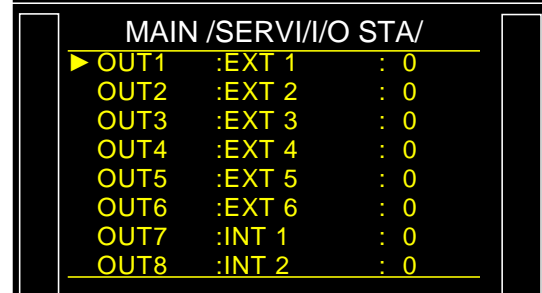 MAIN /SERVI/I/O STA/
► OUT1 :EXT 1 : 0
OUT2 :EXT 2 : 0
OUT3 :EXT 3 : 0
OUT4 :EXT 4 : 0
OUT5 :EXT 5 : 0
OUT6 :EXT 6 : 0
OUT7 :INT 1 : 0
OUT8 :INT 2 : 0